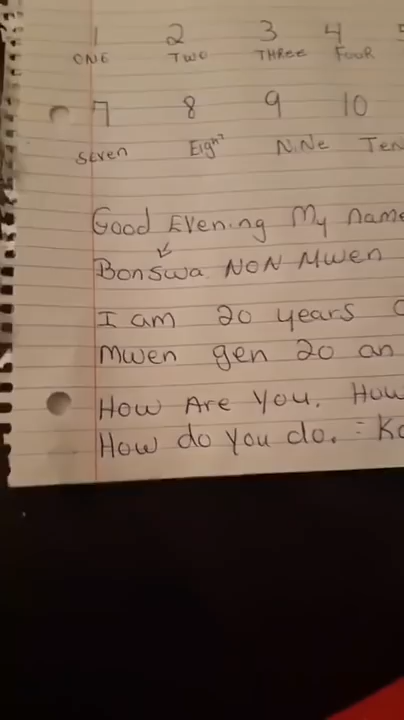 1 2 3 4
ONE TWO THREE FOUR
7 8 9 10
Seven Eight NiNe Ten
Good Evening My name
Bonswa NON Mwen
I am 20 years
Mwen gen 20 an
How Are You. How
How do you do. =